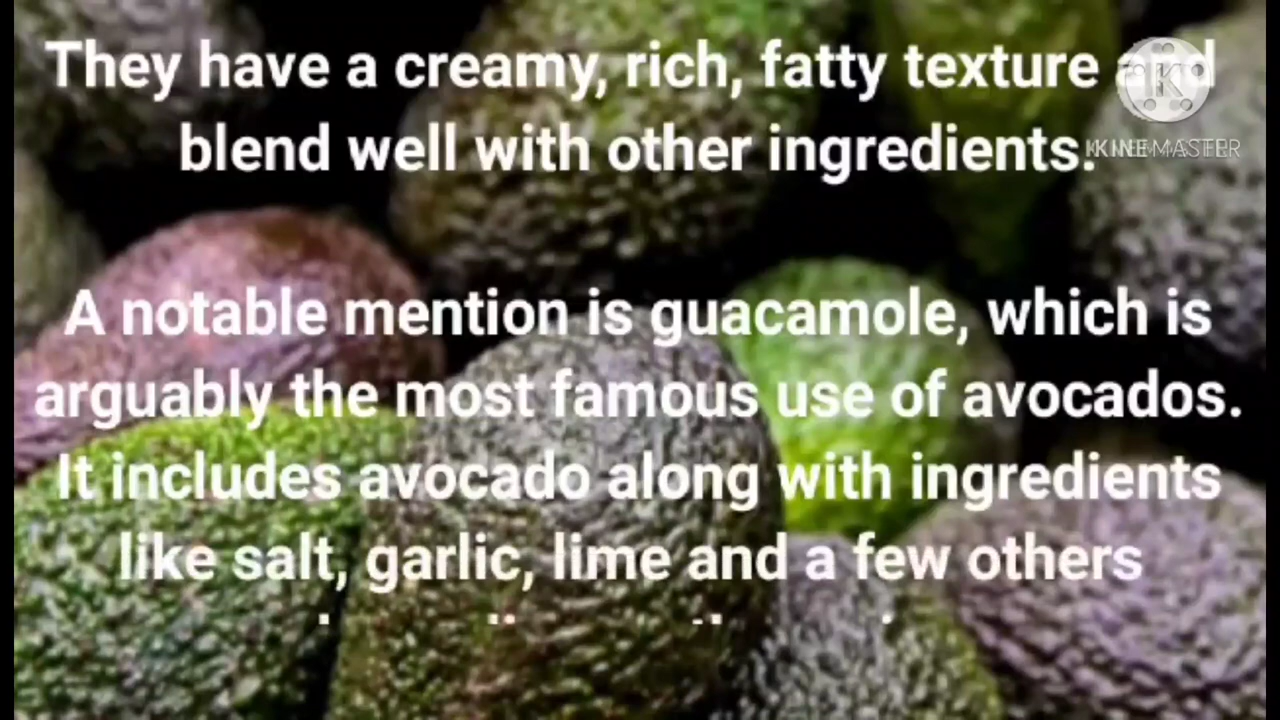 They have a creamy, rich, fatty texture and
blend well with other ingredients.
KINEMASTER
A notable mention is guacamole, which is
arguably the most famous use of avocados.
It includes avocado along with ingredients
like salt, garlic, lime and a few others